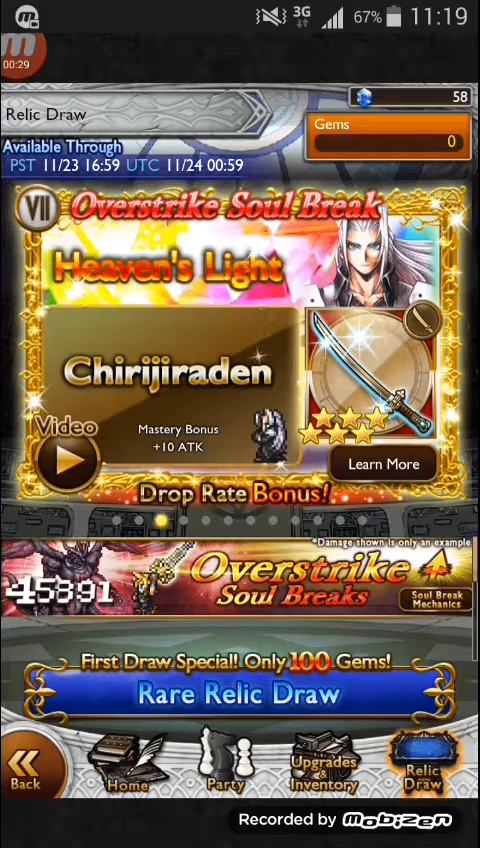 3G 67% 11:19
00:29
58
Relic Draw
Gems
0
Available Through
PST 11/23 16:59 UTC 11/24 00:59
VII Overstrike Soul Break
Heaven's Light
Chirijiraden
Video
Mastery Bonus
+10 ATK
Learn More
Drop Rate Bonus!
*Damage shown is only an example
45891
Overstrike
Soul Breaks
Soul Break
Mechanics
First Draw Special! Only 100 Gems!
Rare Relic Draw
Back
Home
Party
Upgrades
&
Inventory
Relic
Draw
Recorded by Mobizen